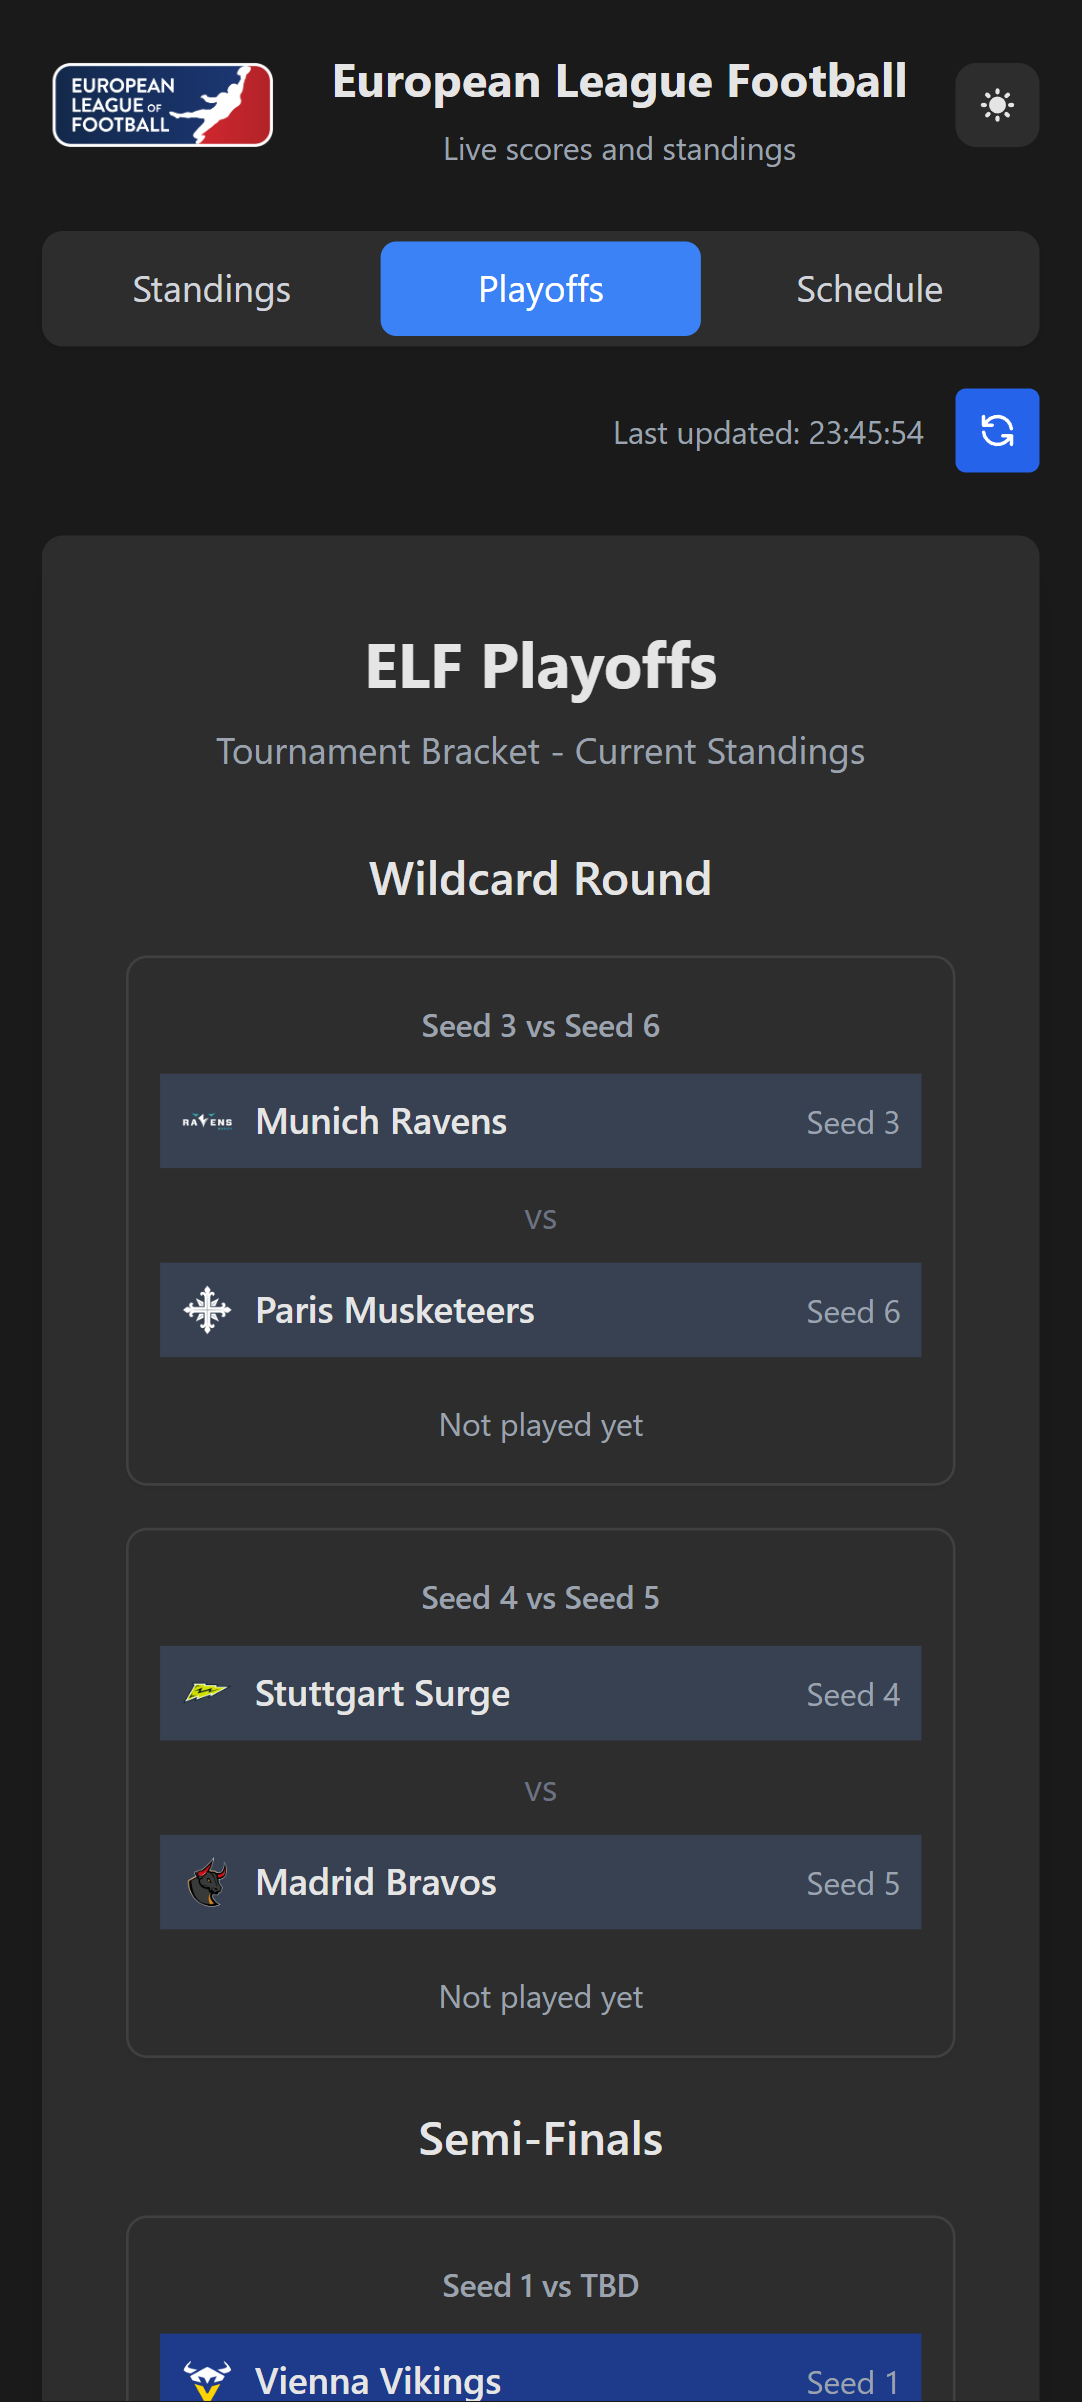 EUROPEAN
LEAGUE OF
FOOTBALL
European League Football
Live scores and standings
Standings
Playoffs
Schedule
Last updated: 23:45:54
ELF Playoffs
Tournament Bracket - Current Standings
Wildcard Round
Seed 3 vs Seed 6
RAVENS
Munich Ravens
Seed 3
vs
Paris Musketeers
Seed 6
Not played yet
Seed 4 vs Seed 5
Stuttgart Surge
Seed 4
vs
Madrid Bravos
Seed 5
Not played yet
Semi-Finals
Seed 1 vs TBD
Vienna Vikings
Seed 1